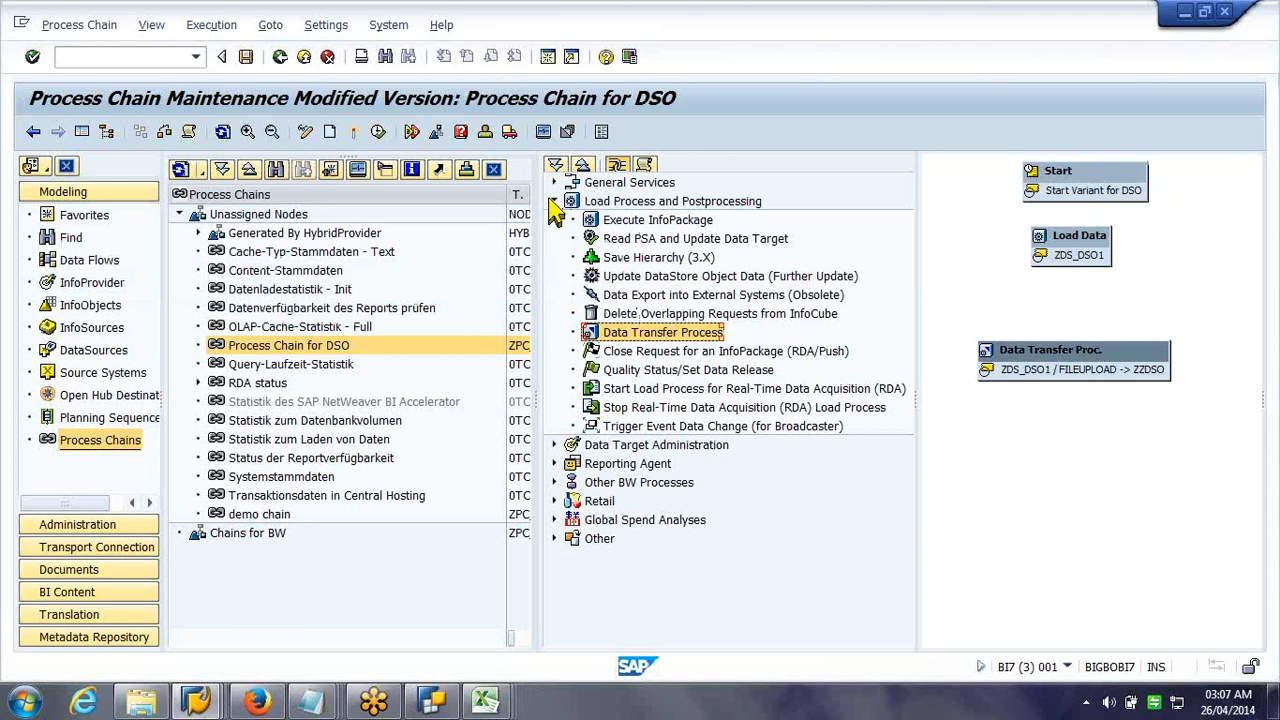 Process Chain View Execution Goto Settings System Help
Process Chain Maintenance Modified Version: Process Chain for DSO
Modeling
Favorites
Find
Data Flows
InfoProvider
InfoObjects
InfoSources
DataSources
Source Systems
Open Hub Destinat
Planning Sequence
Process Chains
Administration
Transport Connection
Documents
BI Content
Translation
Metadata Repository
Process Chains T.
Unassigned Nodes NOD
Generated By HybridProvider HYB
Cache-Typ-Stammdaten - Text 0TC
Content-Stammdaten 0TC
Datenladestatistik - Init 0TC
Datenverfügbarkeit des Reports prüfen 0TC
OLAP-Cache-Statistik - Full 0TC
Process Chain for DSO ZPC_
Query-Laufzeit-Statistik 0TC
RDA status 0TC
Statistik des SAP NetWeaver BI Accelerator 0TC
Statistik zum Datenbankvolumen 0TC
Statistik zum Laden von Daten 0TC
Status der Reportverfügbarkeit 0TC
Systemstammdaten 0TC
Transaktionsdaten in Central Hosting 0TC
demo chain ZPC_
Chains for BW ZPC_
General Services
Load Process and Postprocessing
Execute InfoPackage
Read PSA and Update Data Target
Save Hierarchy (3.X)
Update DataStore Object Data (Further Update)
Data Export into External Systems (Obsolete)
Delete Overlapping Requests from InfoCube
Data Transfer Process
Close Request for an InfoPackage (RDA/Push)
Quality Status/Set Data Release
Start Load Process for Real-Time Data Acquisition (RDA)
Stop Real-Time Data Acquisition (RDA) Load Process
Trigger Event Data Change (for Broadcaster)
Data Target Administration
Reporting Agent
Other BW Processes
Retail
Global Spend Analyses
Other
Start
Start Variant for DSO
Load Data
ZDS_DSO1
Data Transfer Proc.
ZDS_DSO1 / FILEUPLOAD -> ZZDSO
SAP
BI7 (3) 001 BIGBOBI7 INS
03:07 AM
26/04/2014